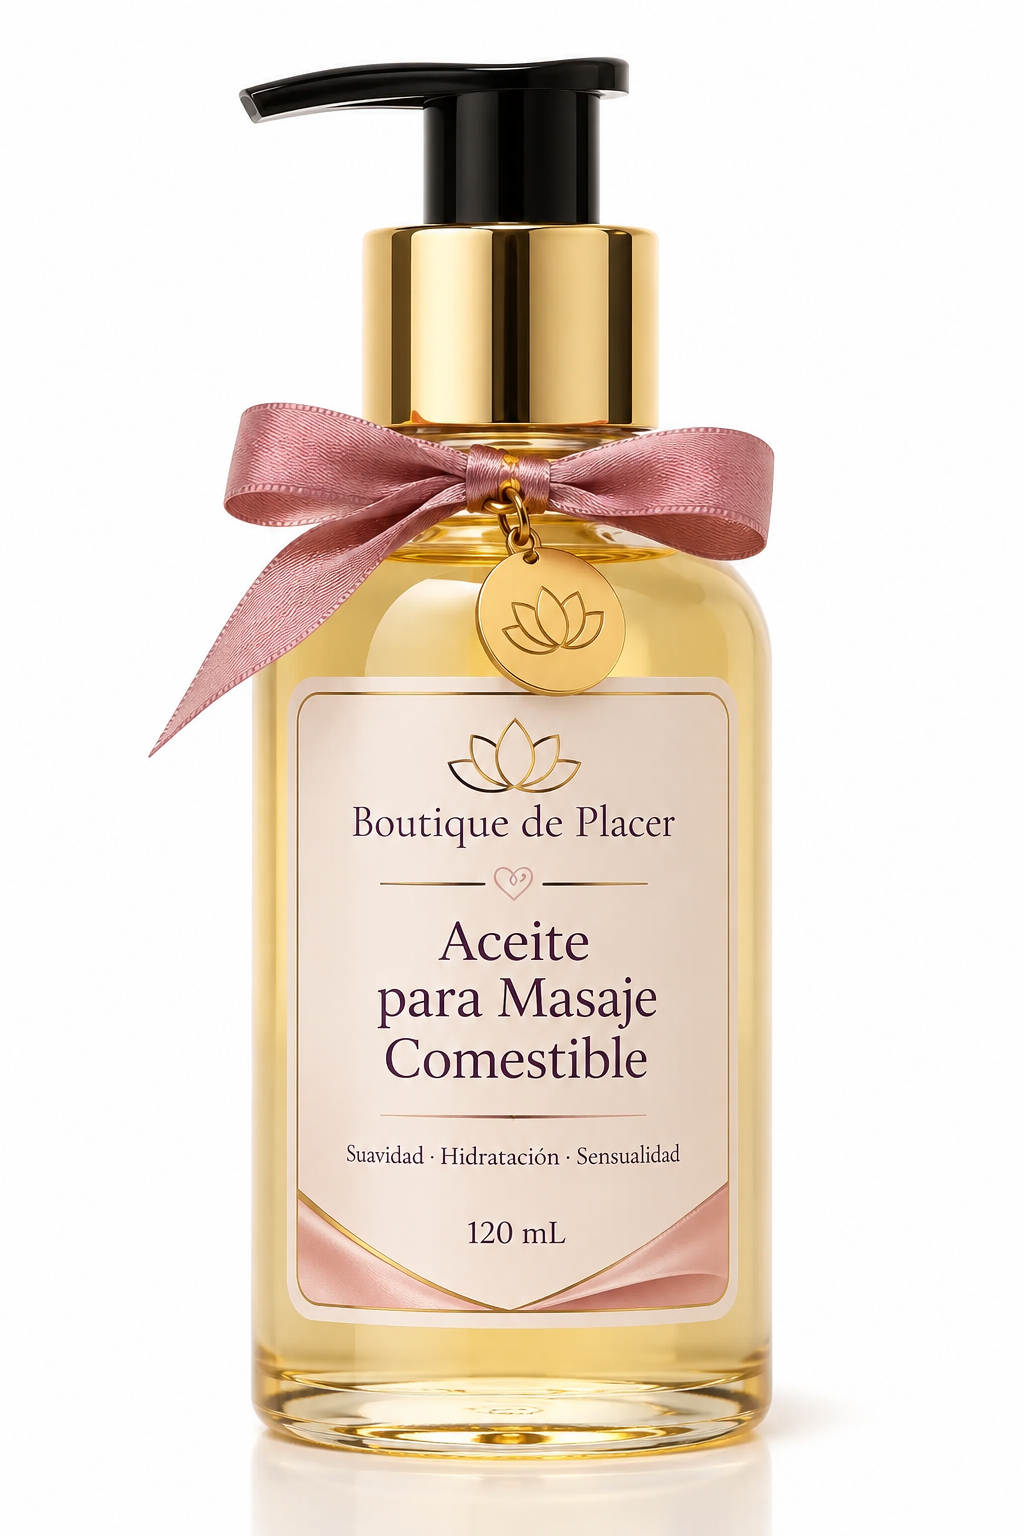 Boutique de Placer
Aceite
para Masaje
Comestible
Suavidad · Hidratación · Sensualidad
120 mL